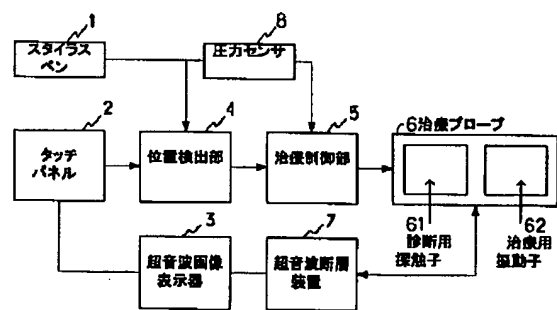 1
スタイラス
ペン
8
圧力センサ
2
タッチ
パネル
4
位置検出部
5
治療制御部
6治療プローブ
61
診断用
探触子
62
治療用
振動子
3
超音波画像
表示器
7
超音波断層
装置